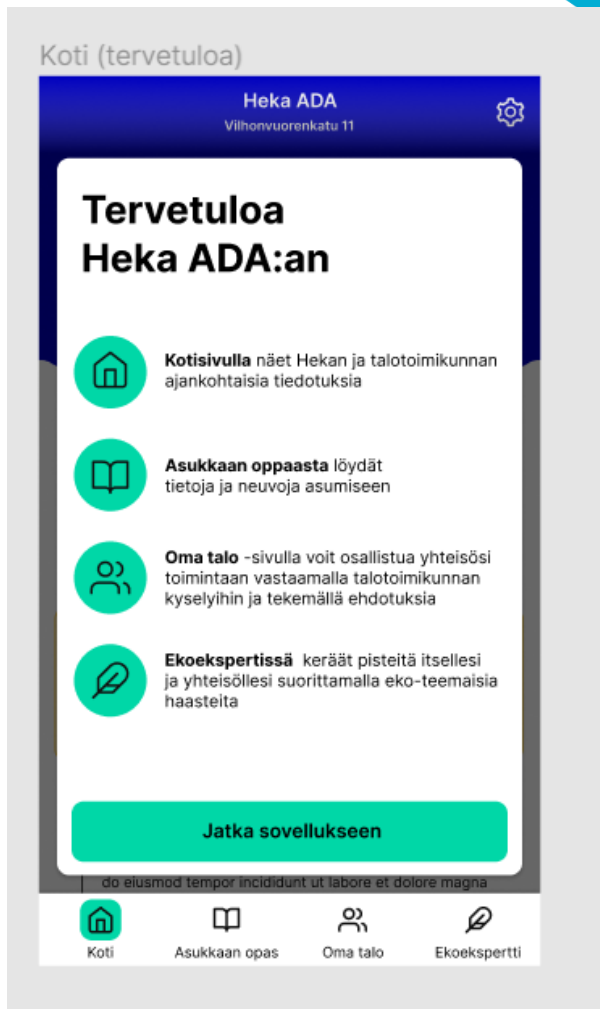 Koti (tervetuloa)
Heka ADA
Vilhonvuorenkatu 11
Tervetuloa
Heka ADA:an
Kotisivulla näet Hekan ja talotoimikunnan
ajankohtaisia tiedotuksia
Asukkaan oppaasta löydät
tietoja ja neuvoja asumiseen
Oma talo -sivulla voit osallistua yhteisösi
toimintaan vastaamalla talotoimikunnan
kyselyihin ja tekemällä ehdotuksia
Ekoekspertissä keräät pisteitä itsellesi
ja yhteisöllesi suorittamalla eko-teemaisia
haasteita
Jatka sovellukseen
do eiusmod tempor incididunt ut labore et dolore magna
Koti
Asukkaan opas
Oma talo
Ekoekspertti